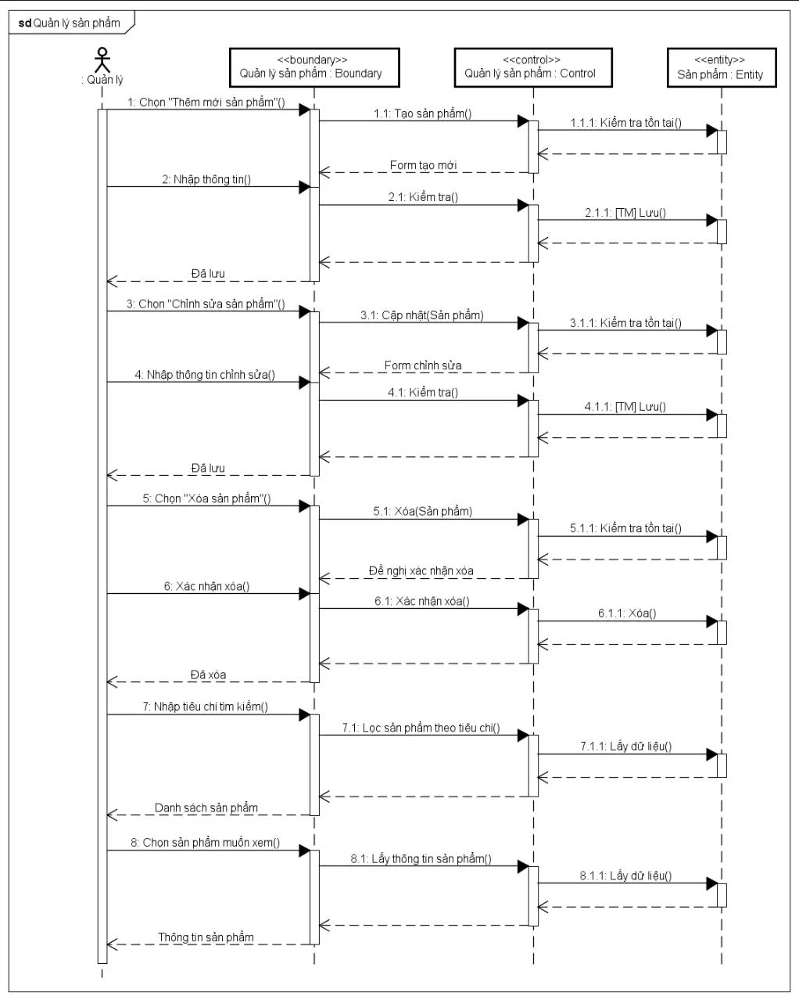 sd Quản lý sản phẩm
: Quản lý
<<boundary>>
Quản lý sản phẩm : Boundary
<<control>>
Quản lý sản phẩm : Control
<<entity>>
Sản phẩm : Entity
1: Chọn "Thêm mới sản phẩm"()
1.1: Tạo sản phẩm()
1.1.1: Kiểm tra tồn tại()
Form tạo mới
2: Nhập thông tin()
2.1: Kiểm tra()
2.1.1: [TM] Lưu()
Đã lưu
3: Chọn "Chỉnh sửa sản phẩm"()
3.1: Cập nhật(Sản phẩm)
3.1.1: Kiểm tra tồn tại()
Form chỉnh sửa
4: Nhập thông tin chỉnh sửa()
4.1: Kiểm tra()
4.1.1: [TM] Lưu()
Đã lưu
5: Chọn "Xóa sản phẩm"()
5.1: Xóa(Sản phẩm)
5.1.1: Kiểm tra tồn tại()
Đề nghị xác nhận xóa
6: Xác nhận xóa()
6.1: Xác nhận xóa()
6.1.1: Xóa()
Đã xóa
7: Nhập tiêu chí tìm kiếm()
7.1: Lọc sản phẩm theo tiêu chí()
7.1.1: Lấy dữ liệu()
Danh sách sản phẩm
8: Chọn sản phẩm muốn xem()
8.1: Lấy thông tin sản phẩm()
8.1.1: Lấy dữ liệu()
Thông tin sản phẩm